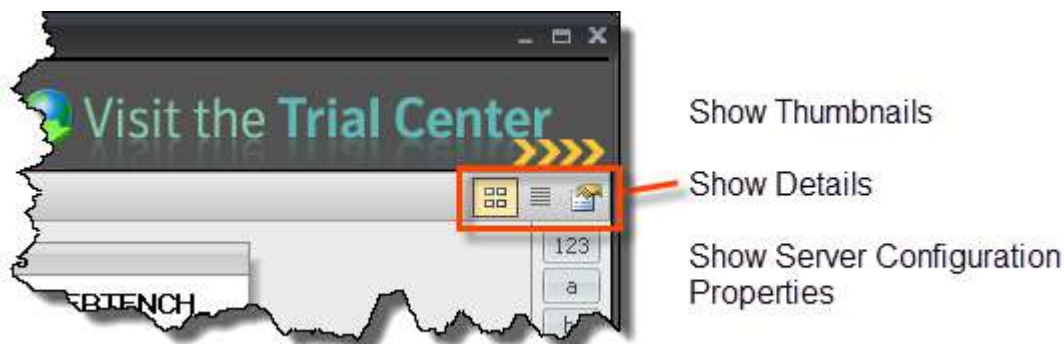 Visit the Trial Center
Show Thumbnails
Show Details
123
Show Server Configuration
Properties
a